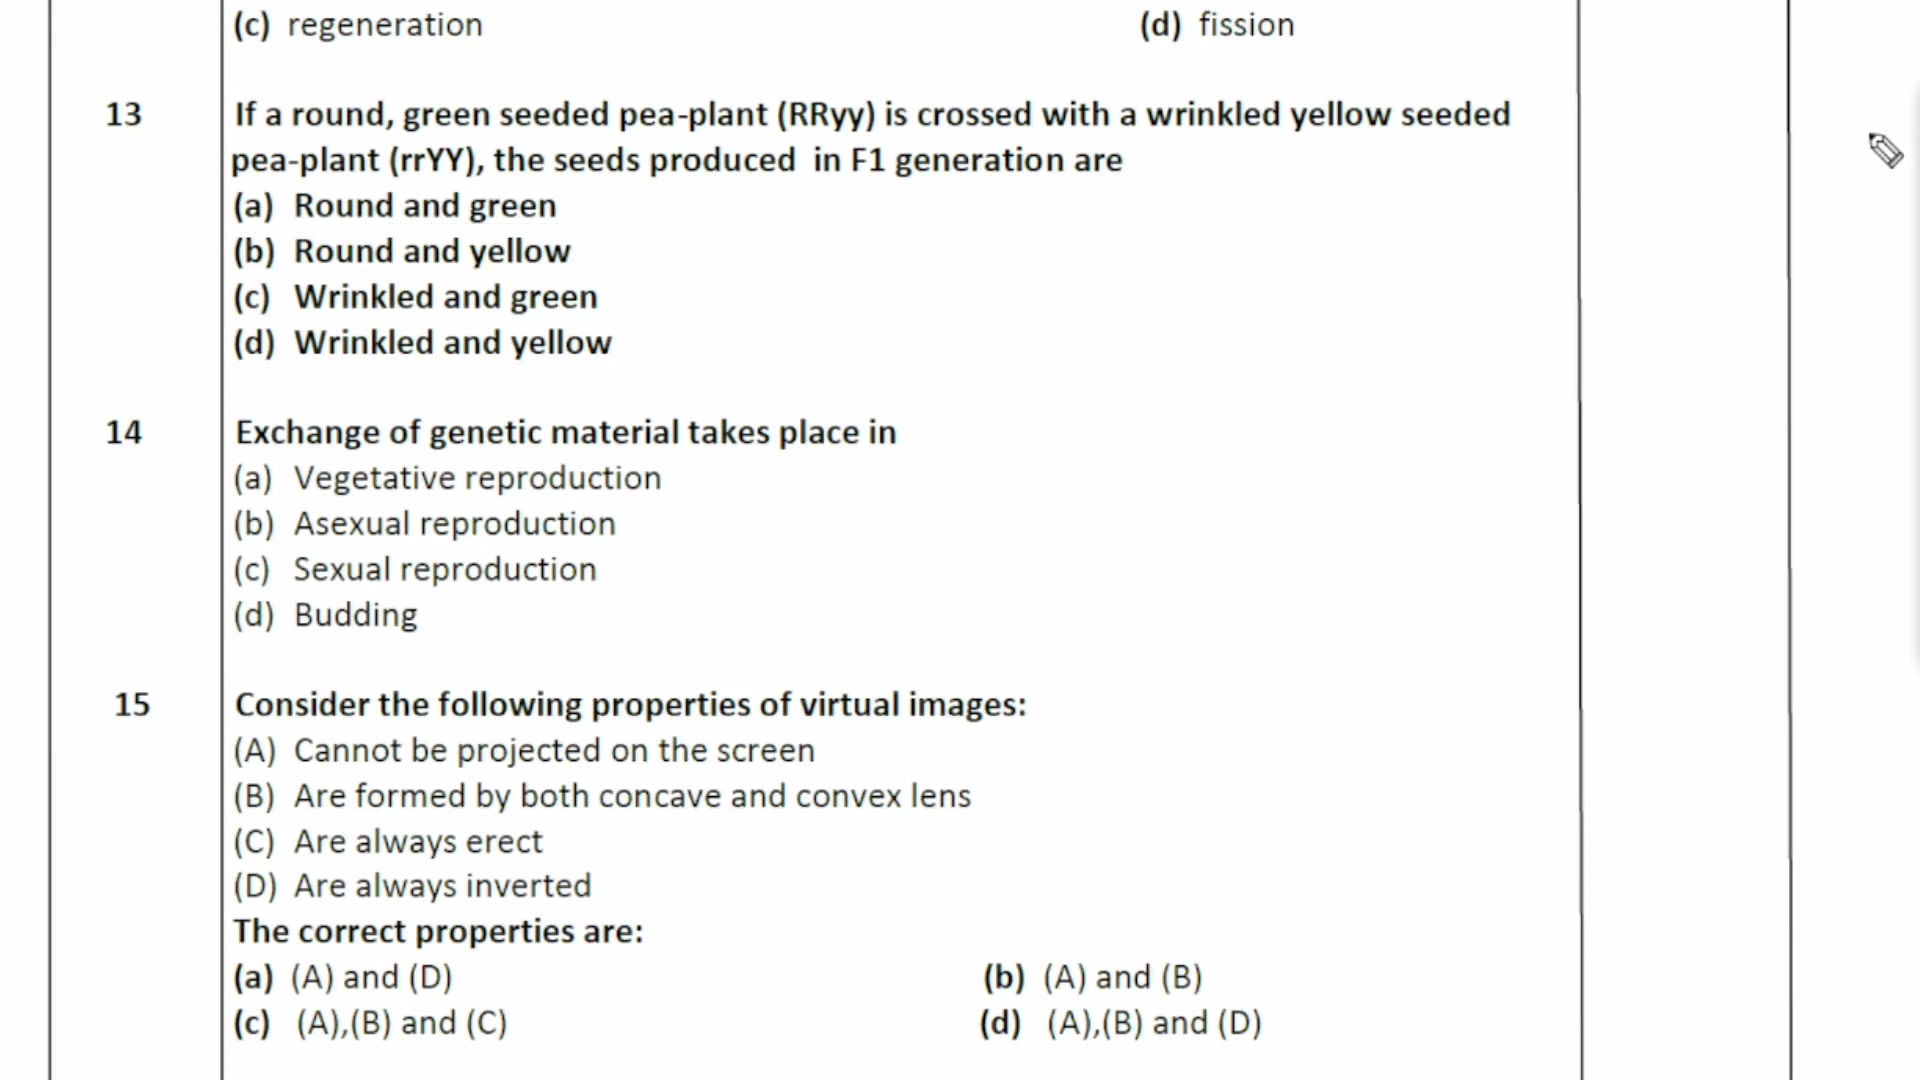 (c) regeneration (d) fission
13 If a round, green seeded pea-plant (RRyy) is crossed with a wrinkled yellow seeded
pea-plant (rrYY), the seeds produced in F1 generation are
(a) Round and green
(b) Round and yellow
(c) Wrinkled and green
(d) Wrinkled and yellow
14 Exchange of genetic material takes place in
(a) Vegetative reproduction
(b) Asexual reproduction
(c) Sexual reproduction
(d) Budding
15 Consider the following properties of virtual images:
(A) Cannot be projected on the screen
(B) Are formed by both concave and convex lens
(C) Are always erect
(D) Are always inverted
The correct properties are:
(a) (A) and (D) (b) (A) and (B)
(c) (A),(B) and (C) (d) (A),(B) and (D)